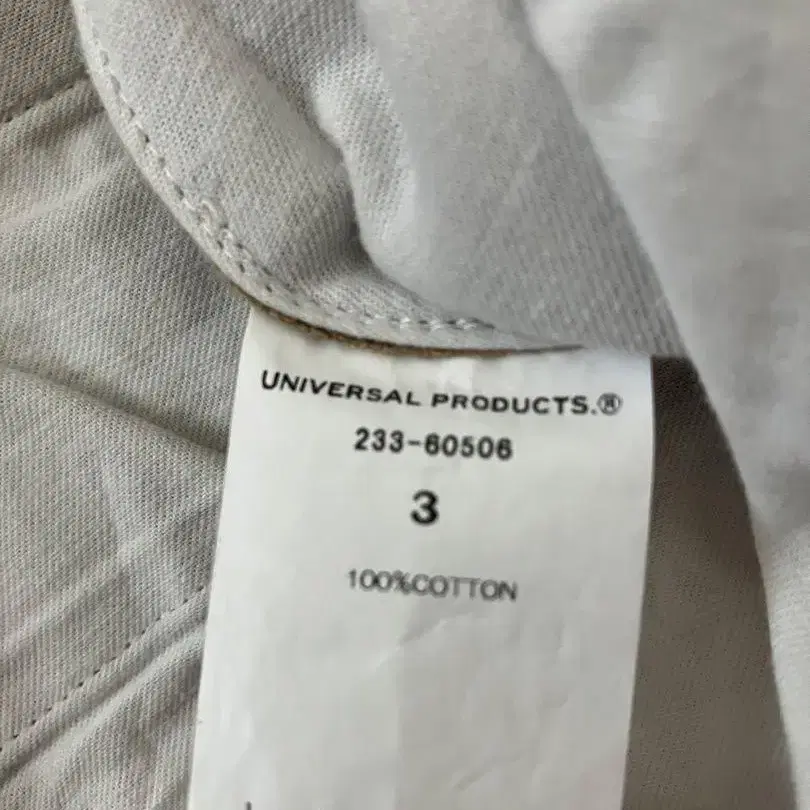 UNIVERSAL PRODUCTS.®
233-60506
3
100%COTTON